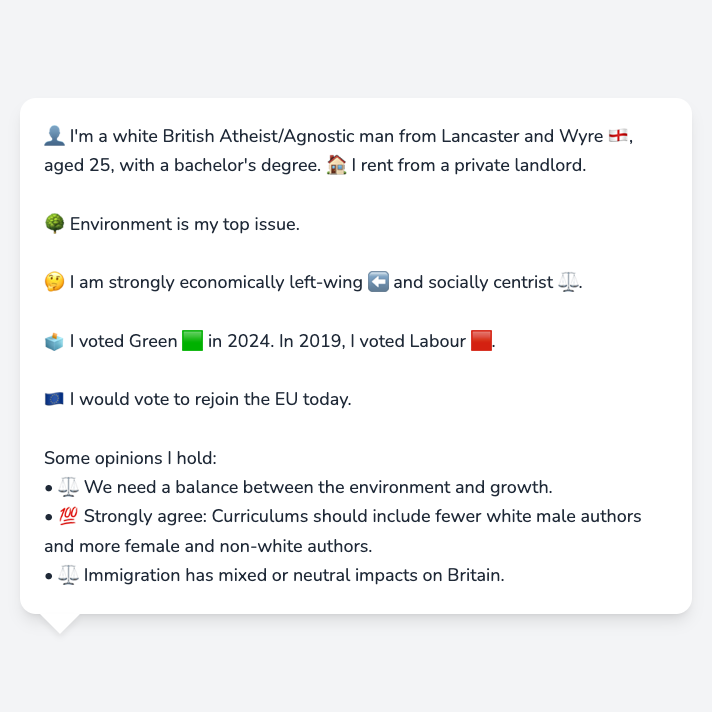 👤 I'm a white British Atheist/Agnostic man from Lancaster and Wyre 🏴󠁧󠁢󠁥󠁮󠁧󠁿,
aged 25, with a bachelor's degree. 🏠 I rent from a private landlord.
🌳 Environment is my top issue.
🤔 I am strongly economically left-wing ⬅️ and socially centrist ⚖️.
🗳️ I voted Green 🟩 in 2024. In 2019, I voted Labour 🟥.
🇪🇺 I would vote to rejoin the EU today.
Some opinions I hold:
• ⚖️ We need a balance between the environment and growth.
• 💯 Strongly agree: Curriculums should include fewer white male authors
and more female and non-white authors.
• ⚖️ Immigration has mixed or neutral impacts on Britain.